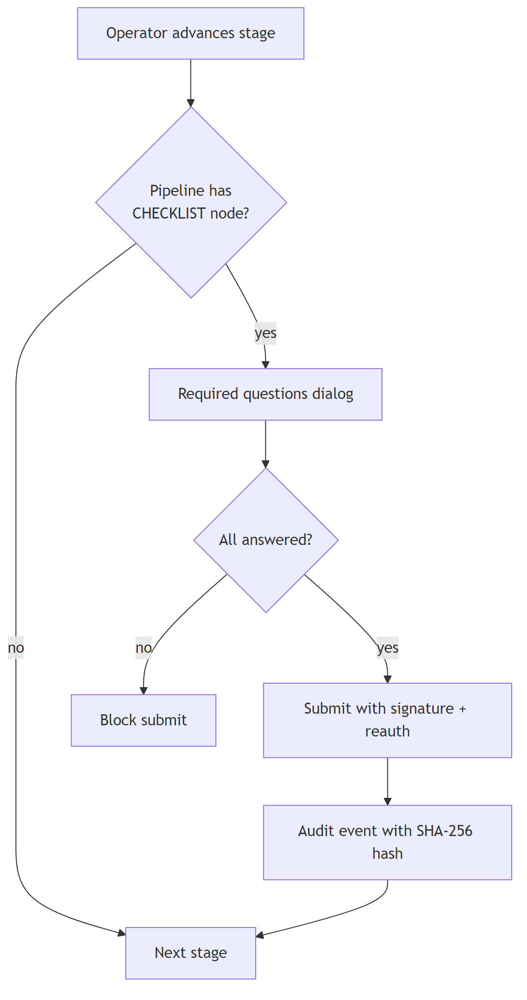 Operator advances stage
Pipeline has
CHECKLIST node?
yes
Required questions dialog
All answered?
no
no
yes
Submit with signature +
reauth
Block submit
Audit event with SHA-256
hash
Next stage